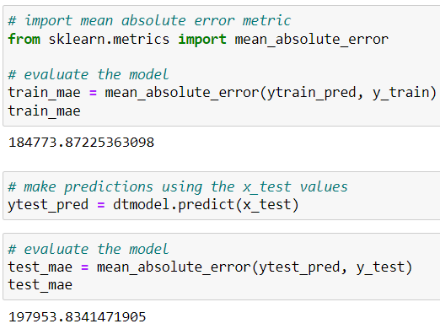 # import mean absolute error metric
from sklearn.metrics import mean_absolute_error
# evaluate the model
train_mae = mean_absolute_error(ytrain_pred, y_train)
train_mae
184773.87225363098
# make predictions using the x_test values
ytest_pred = dtmodel.predict(x_test)
# evaluate the model
test_mae = mean_absolute_error(ytest_pred, y_test)
test_mae
197953.8341471905